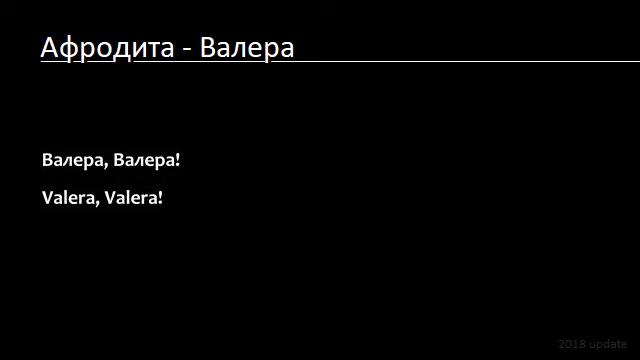 Афродита - Валера
Валера, Валера!
Valera, Valera!
2018 update